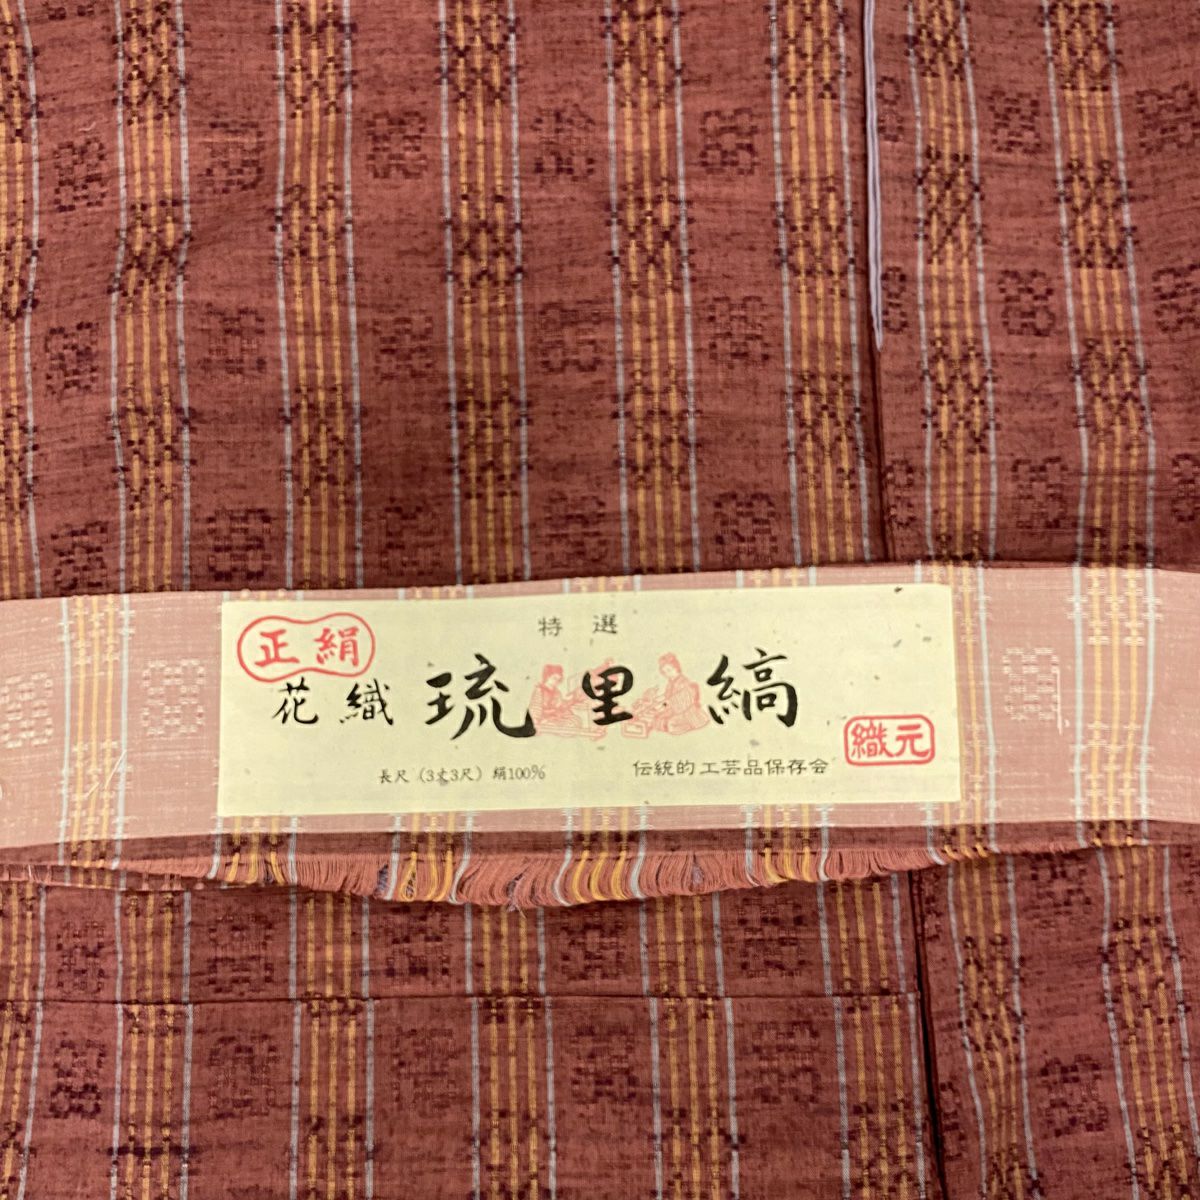 特選
正絹
花織 琉里縞
織元
長尺(3丈3尺)絹100%
伝統的工芸品保存会